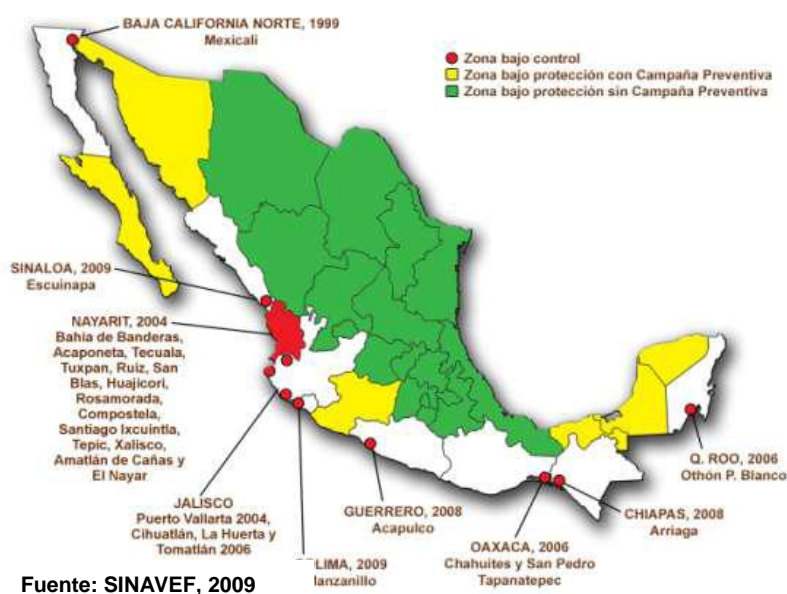 BAJA CALIFORNIA NORTE, 1999
Mexicali
Zona bajo control
Zona bajo protección con Campaña Preventiva
Zona bajo protección sin Campaña Preventiva
SINALOA, 2009
Escuinapa
NAYARIT, 2004
Bahía de Banderas,
Acaponeta, Tecuala,
Tuxpan, Ruiz, San
Blas, Huajicori,
Rosamorada,
Compostela,
Santiago Ixcuintla,
Tepic, Xalisco,
Amatlán de Cañas y
El Nayar
JALISCO
Puerto Vallarta 2004,
Cihuatlán, La Huerta y
Tomatlán 2006
LIMA, 2009
lanzanillo
GUERRERO, 2008
Acapulco
OAXACA, 2006
Chahuites y San Pedro
Tapanatepec
CHIAPAS, 2008
Arriaga
Q. ROO, 2006
Othón P. Blanco
Fuente: SINAVEF, 2009